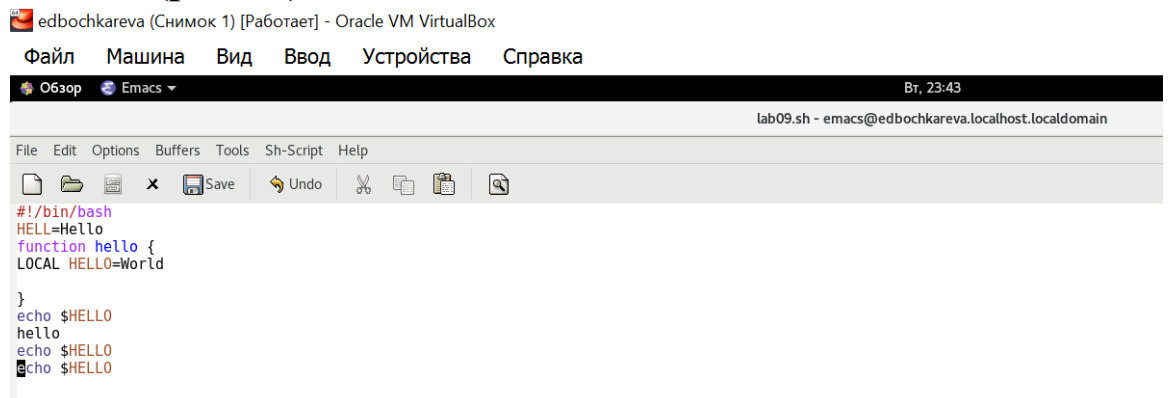 edbochkareva (Снимок 1) [Работает] - Oracle VM VirtualBox
Файл Машина Вид Ввод Устройства Справка
Обзор Emacs Вт, 23:43
lab09.sh - emacs@edbochkareva.localhost.localdomain
File Edit Options Buffers Tools Sh-Script Help
Save Undo
#!/bin/bash
HELL=Hello
function hello {
LOCAL HELLO=World
}
echo $HELLO
hello
echo $HELLO
echo $HELLO